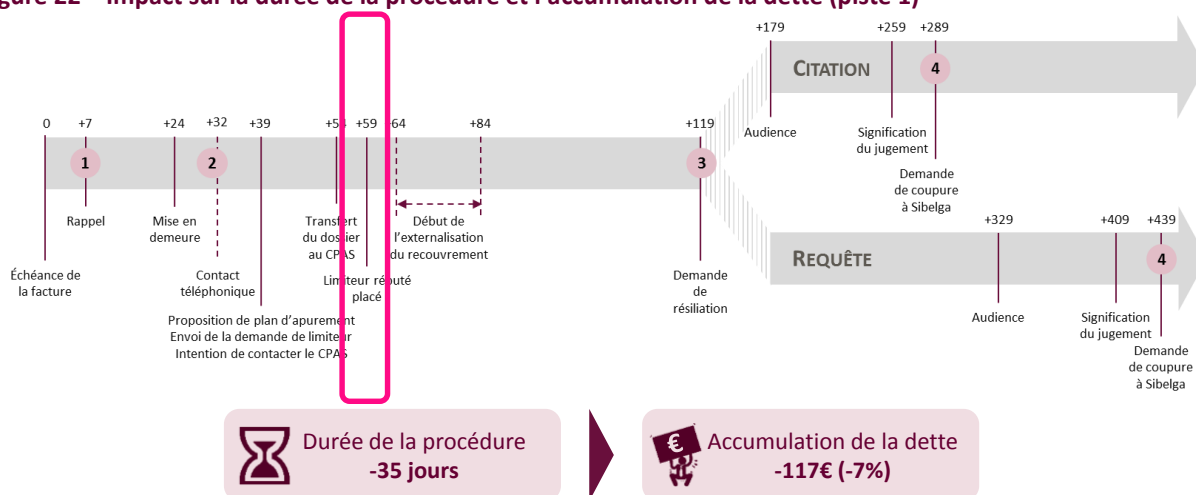 Figure 22 – Impact sur la durée de la procédure et l'accumulation de la dette (piste 1)
+179
+259
+289
CITATION
4
Audience
Signification
du jugement
Demande
de coupure
à Sibelga
0
+7
+24
+32
+39
+54
+59
+64
+84
+119
1
2
3
Rappel
Mise en
demeure
Transfert
du dossier
au CPAS
Début de
l'externalisation
du recouvrement
Échéance de
la facture
Contact
téléphonique
Limiteur réputé
placé
Demande
de
résiliation
Proposition de plan d'apurement
Envoi de la demande de limiteur
Intention de contacter le CPAS
+329
+409
+439
REQUÊTE
4
Audience
Signification
du jugement
Demande
de coupure
à Sibelga
Durée de la procédure
-35 jours
€
Accumulation de la dette
-117€ (-7%)